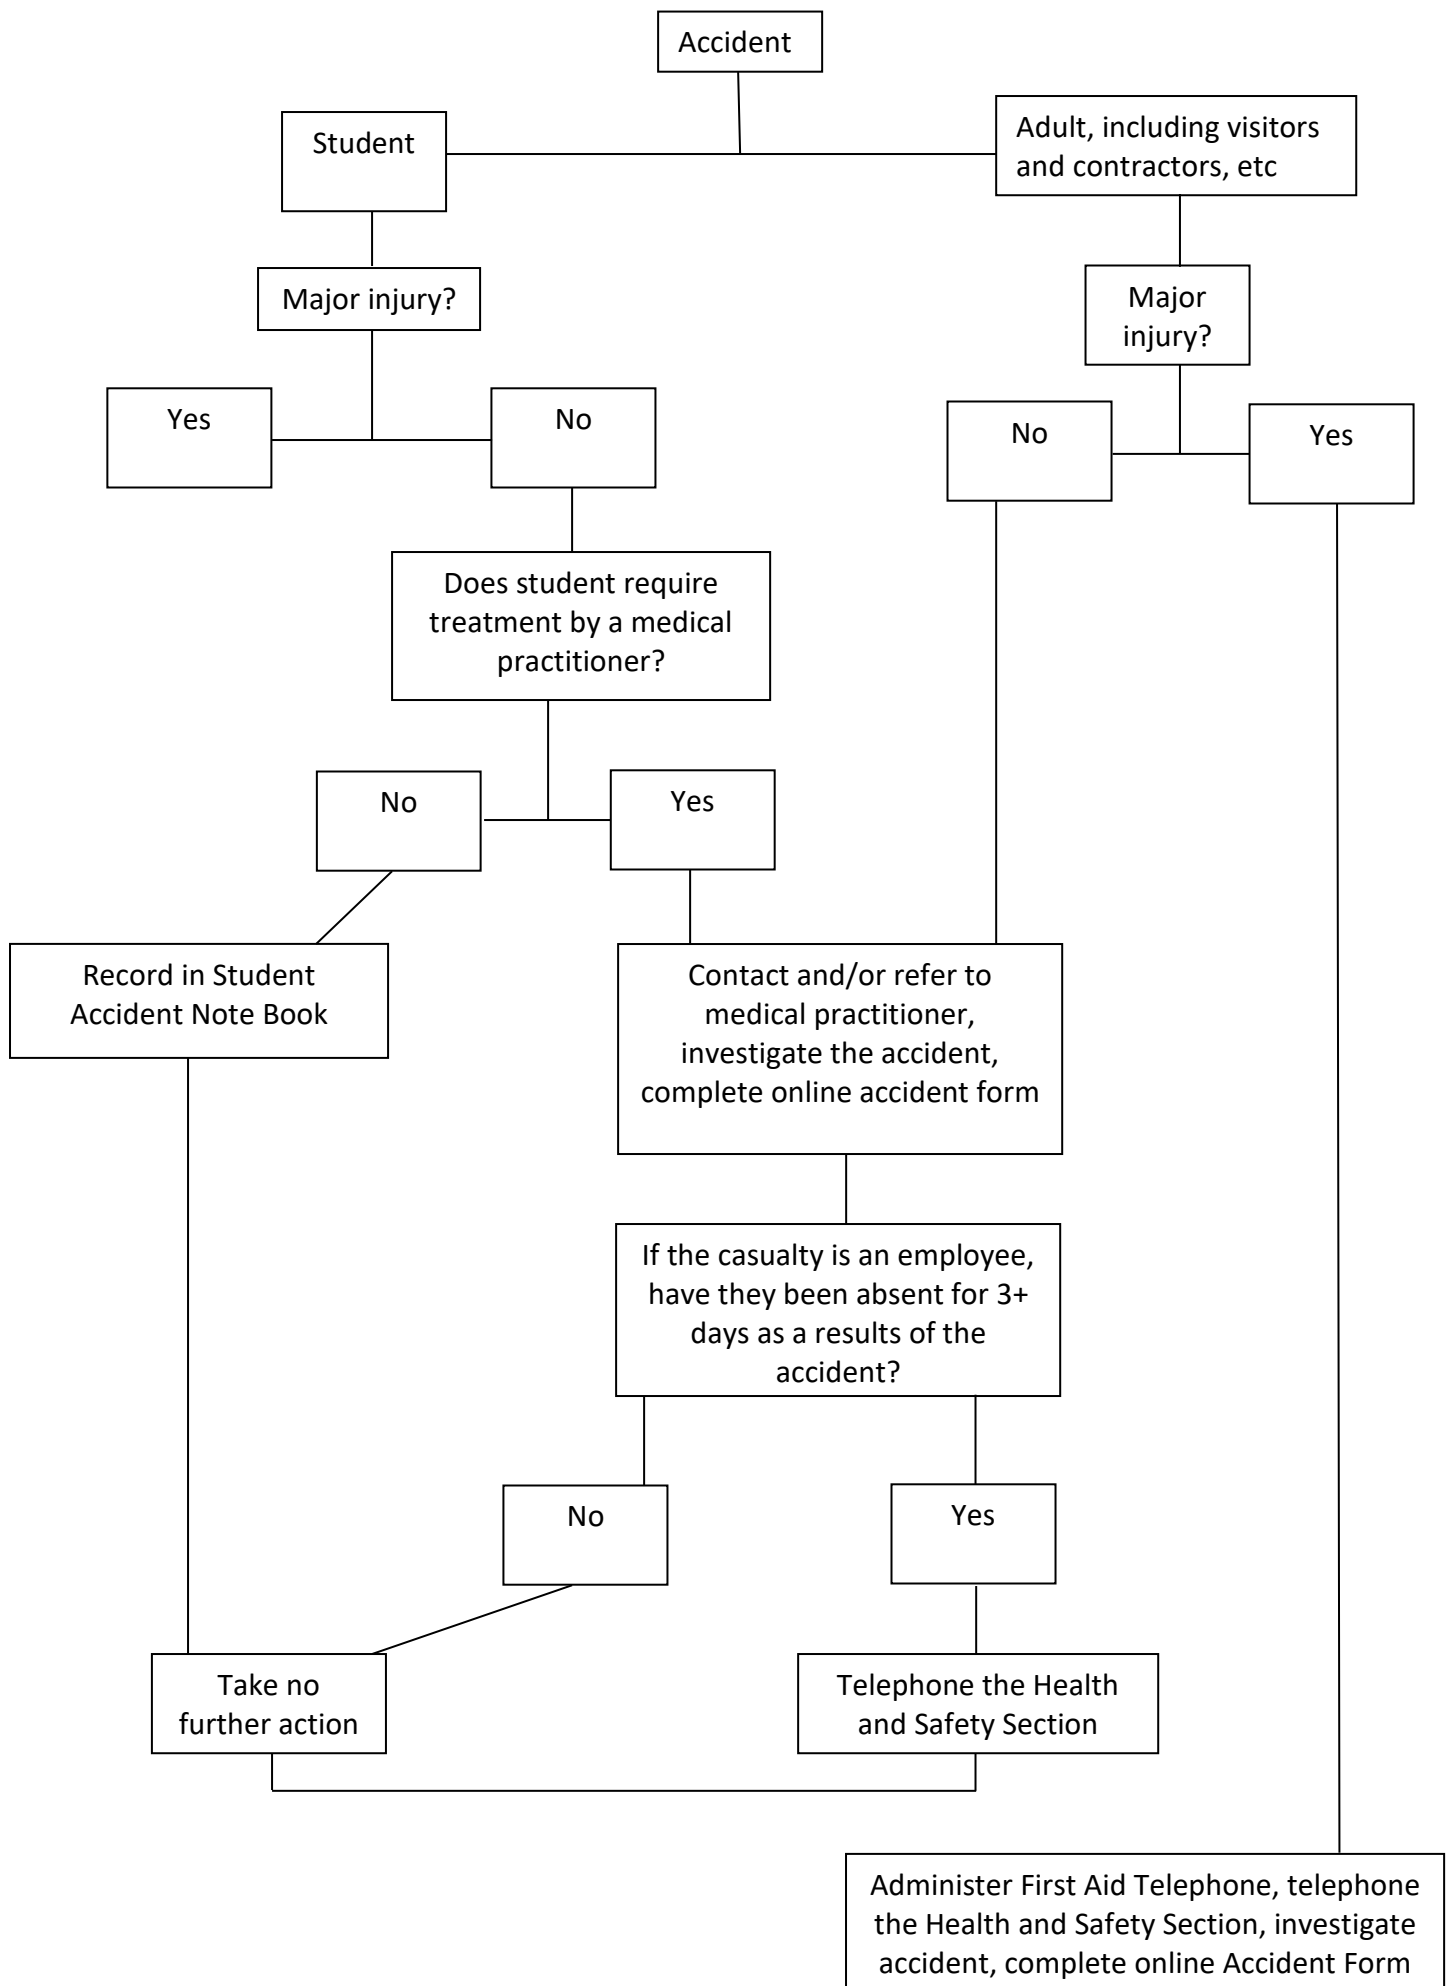 Accident
Student
Adult, including visitors
and contractors, etc
Major injury?
Major
injury?
Yes
No
No
Yes
Does student require
treatment by a medical
practitioner?
No
Yes
Record in Student
Accident Note Book
Contact and/or refer to
medical practitioner,
investigate the accident,
complete online accident form
If the casualty is an employee,
have they been absent for 3+
days as a results of the
accident?
No
Yes
Take no
further action
Telephone the Health
and Safety Section
Administer First Aid Telephone, telephone
the Health and Safety Section, investigate
accident, complete online Accident Form